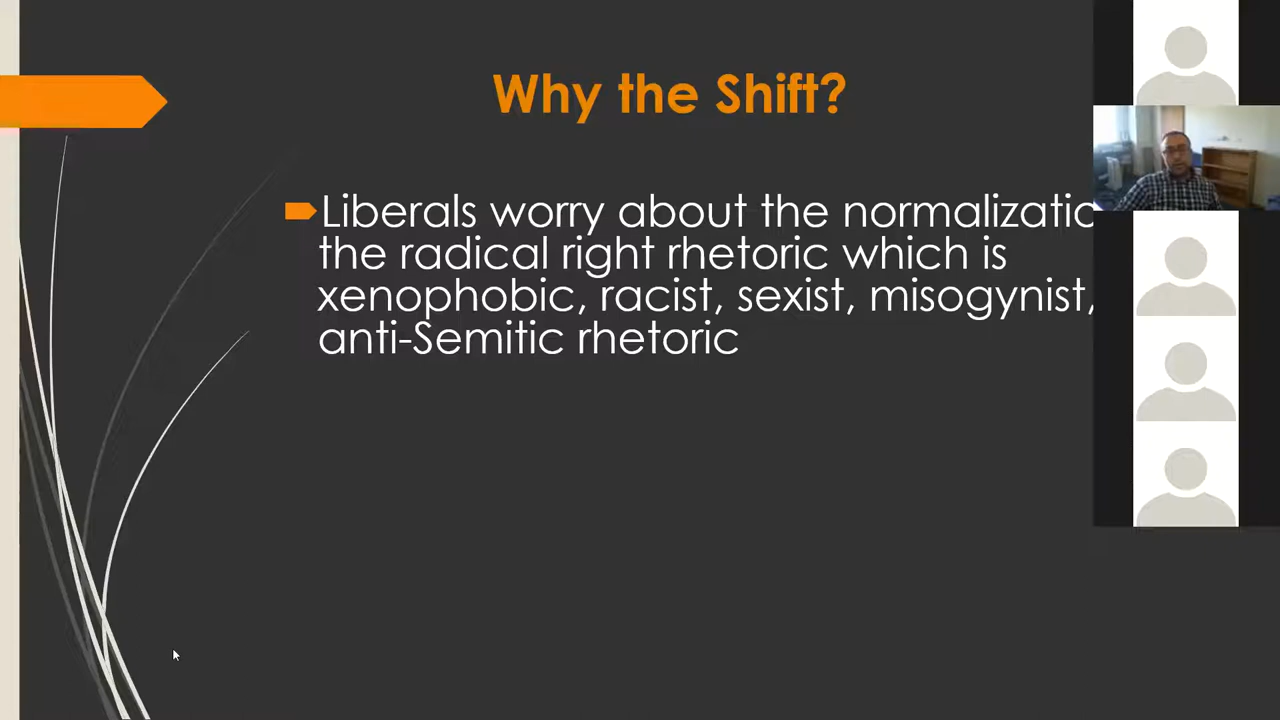 Why the Shift?
Liberals worry about the normalizatio
the radical right rhetoric which is
xenophobic, racist, sexist, misogynist,
anti-Semitic rhetoric